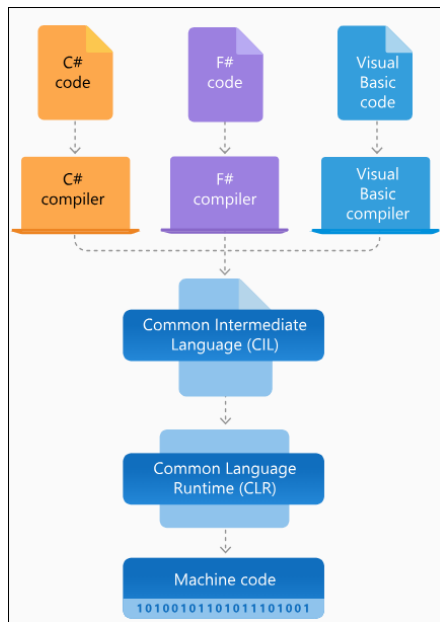 C#
code
F#
code
Visual
Basic
code
C#
compiler
F#
compiler
Visual
Basic
compiler
Common Intermediate
Language (CIL)
Common Language
Runtime (CLR)
Machine code
101001011010111101001